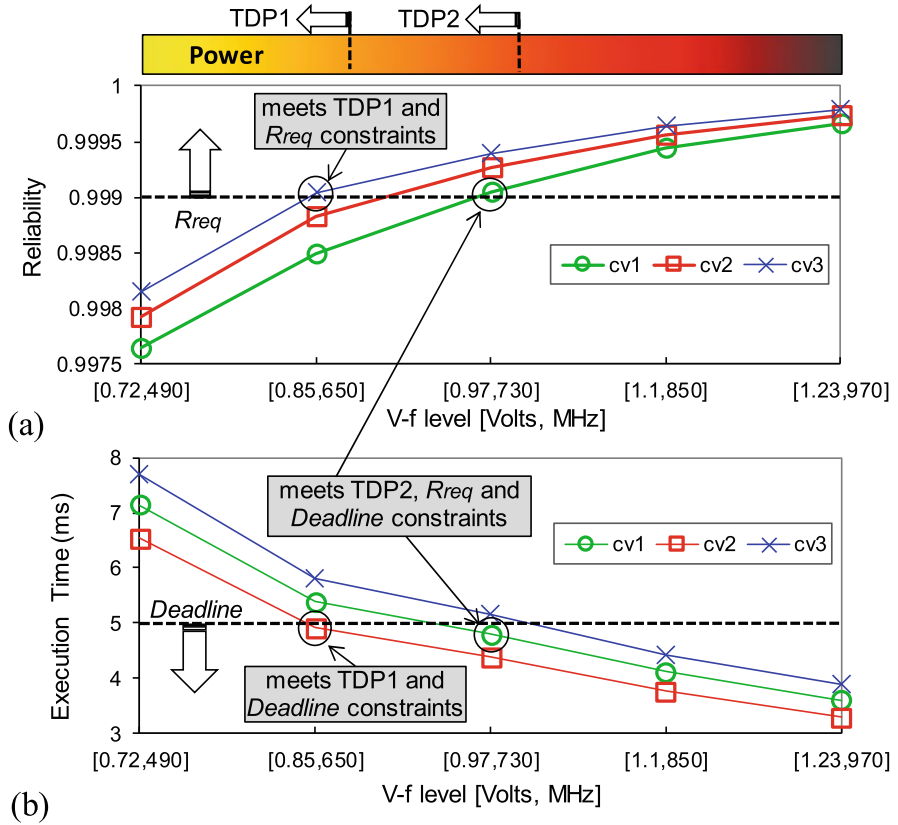 TDP1 TDP2
Power
1
0.9995
0.999
0.9985
0.998
0.9975
Reliability
meets TDP1 and
Rreq constraints
Rreq
cv1 cv2 cv3
[0.72,490] [0.85,650] [0.97,730] [1.1,850] [1.23,970]
V-f level [Volts, MHz]
(a)
8
7
6
5
4
3
Execution Time (ms)
meets TDP2, Rreq and
Deadline constraints
cv1 cv2 cv3
Deadline
meets TDP1 and
Deadline constraints
[0.72,490] [0.85,650] [0.97,730] [1.1,850] [1.23,970]
V-f level [Volts, MHz]
(b)